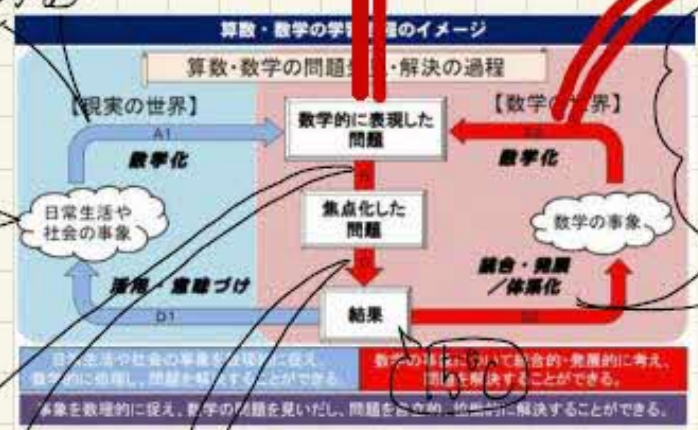 算数・数学の学習過程のイメージ
算数・数学の問題発見・解決の過程
【現実の世界】
【数学の世界】
A1
数学的に表現した
問題
数学化
数学化
日常生活や
社会の事象
焦点化した
問題
数学の事象
活用・意味づけ
統合・発展
／体系化
D1
結果
日常生活や社会の事象を数理的に捉え、
数学的に処理し、問題を解決することができる。
数学の事象について統合的・発展的に考え、
問題を解決することができる。
事象を数理的に捉え、数学の問題を見いだし、問題を自立的、協働的に解決することができる。